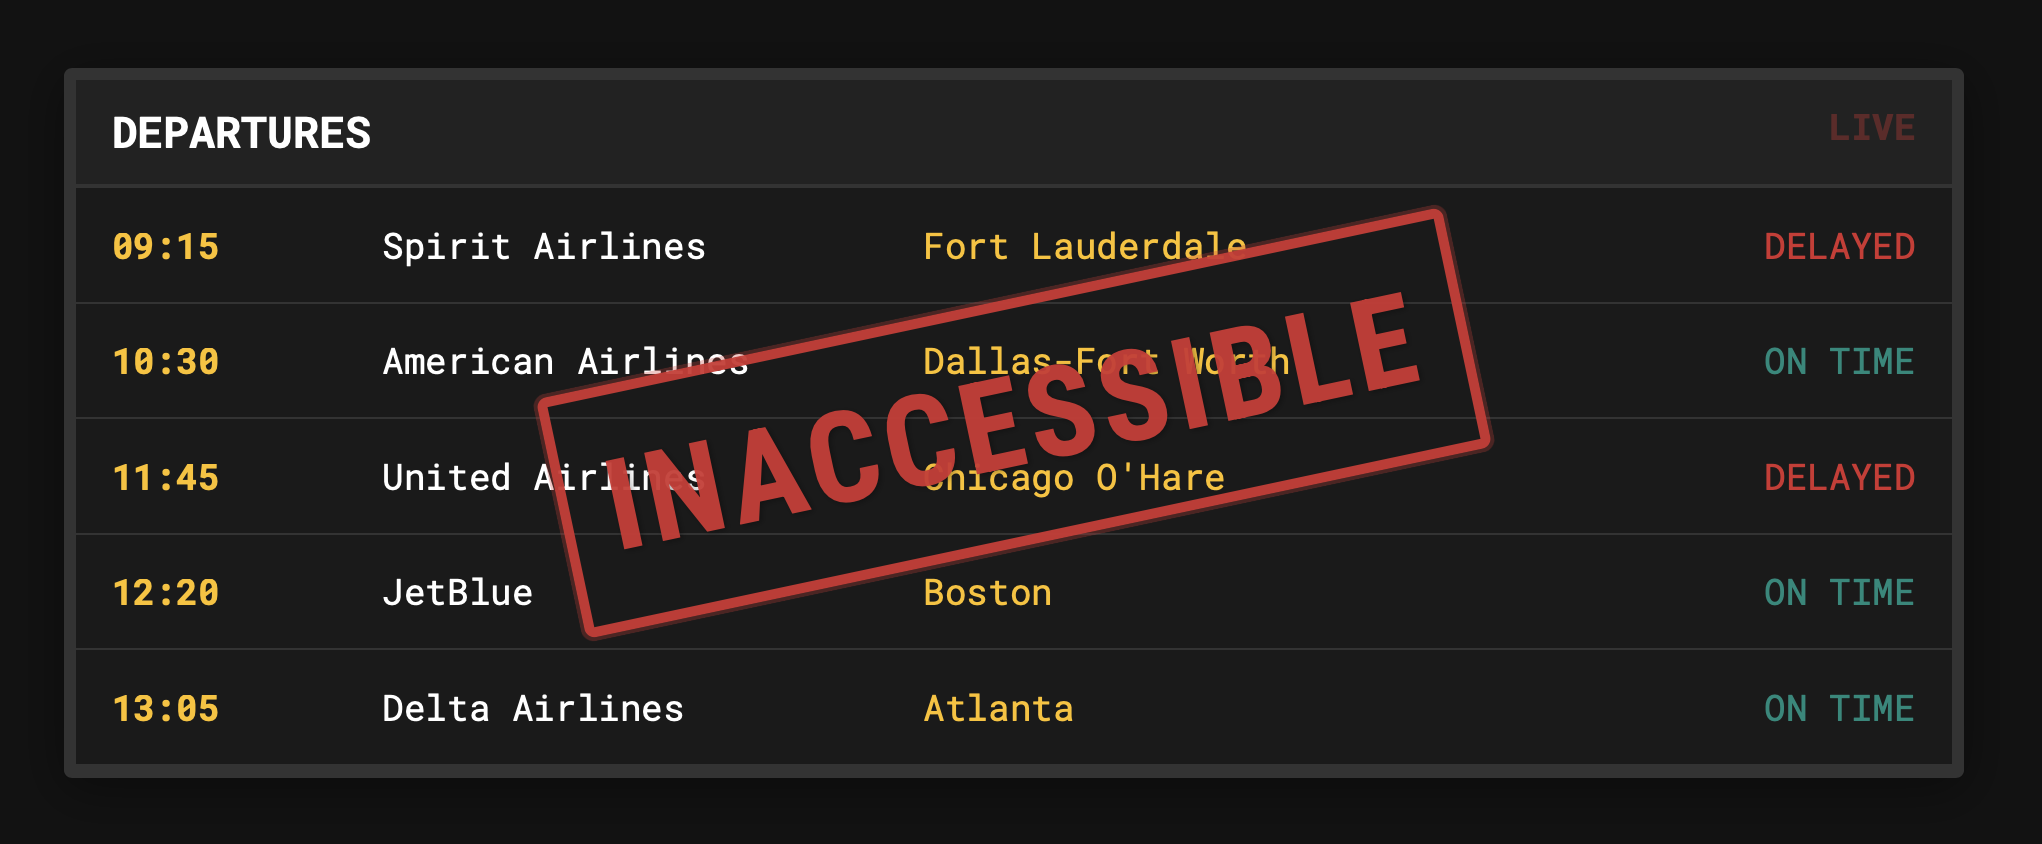 DEPARTURES LIVE
09:15 Spirit Airlines Fort Lauderdale DELAYED
10:30 American Airlines Dallas-Fort Worth ON TIME
11:45 United Airlines Chicago O'Hare DELAYED
12:20 JetBlue Boston ON TIME
13:05 Delta Airlines Atlanta ON TIME
INACCESSIBLE